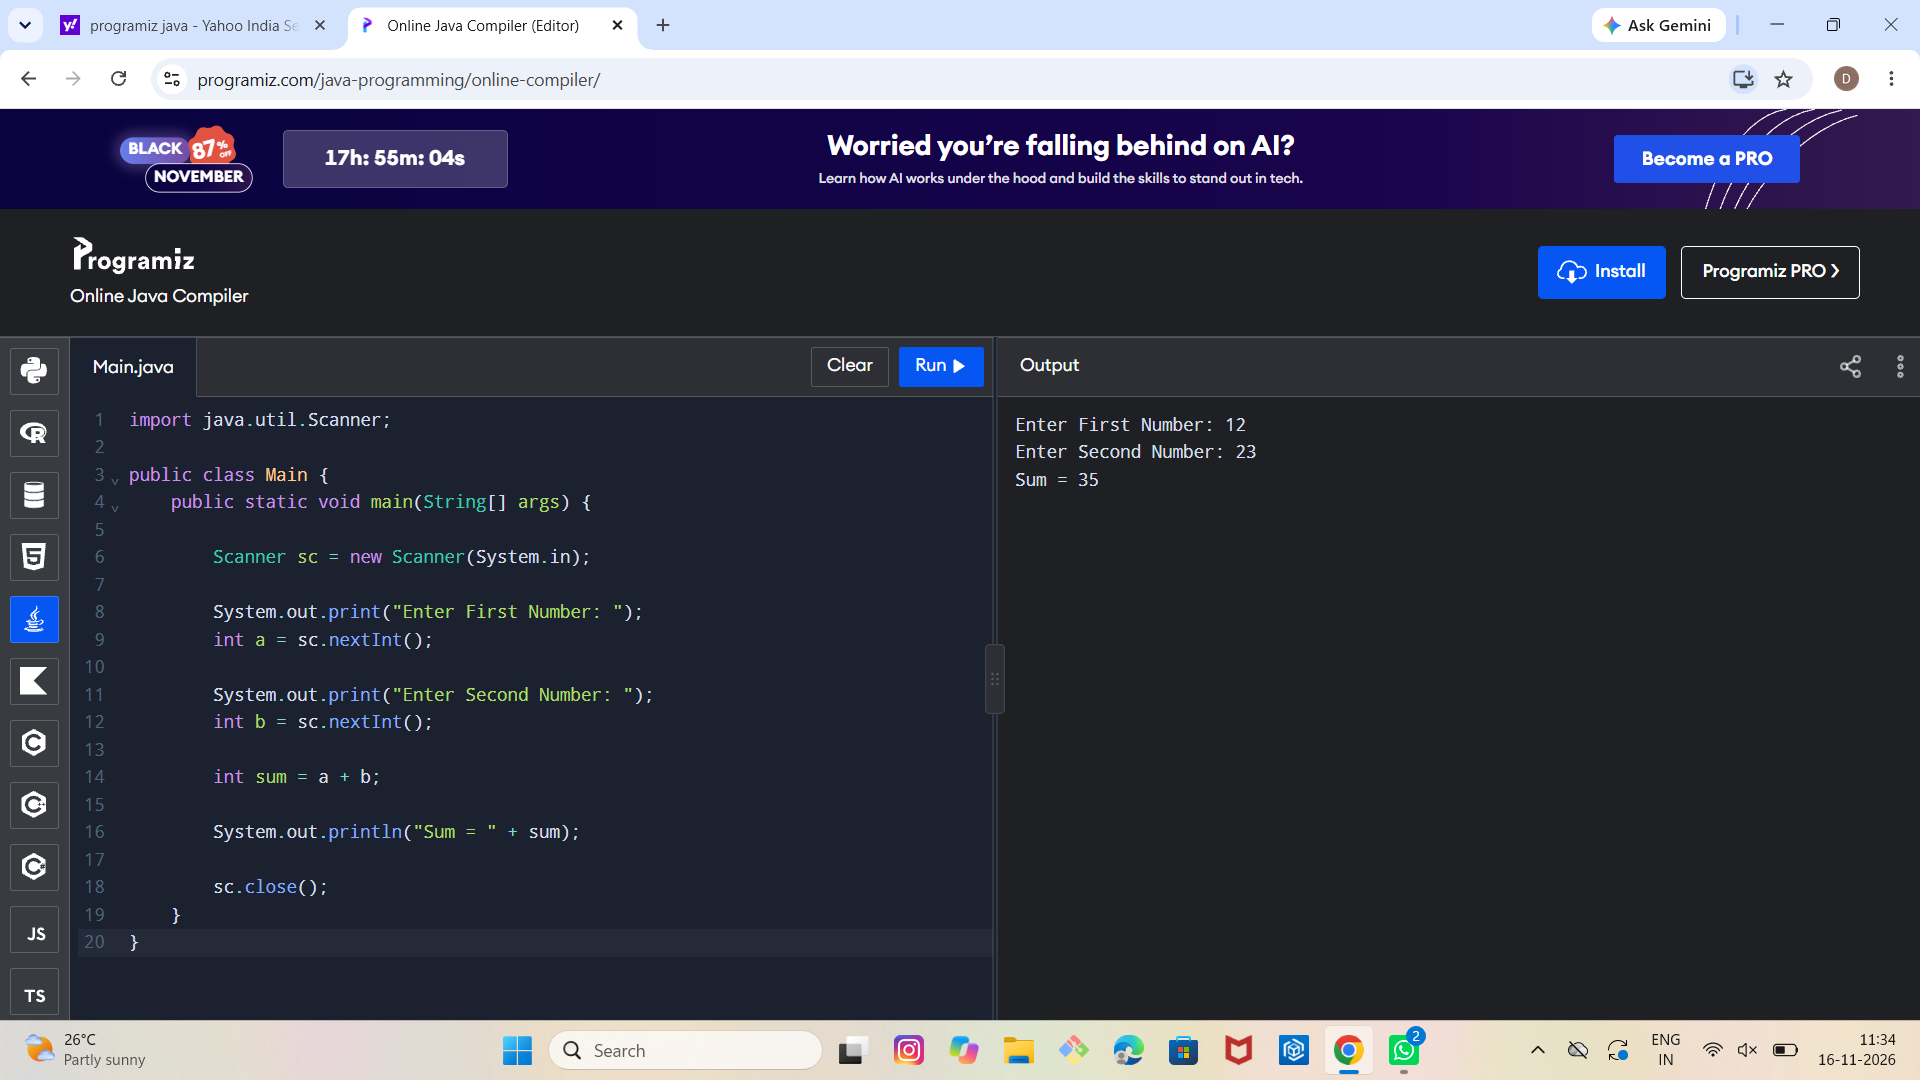 programiz java - Yahoo India Se
Online Java Compiler (Editor)
Ask Gemini
programiz.com/java-programming/online-compiler/
D
BLACK 87% OFF
NOVEMBER
17h: 55m: 04s
Worried you’re falling behind on AI?
Learn how AI works under the hood and build the skills to stand out in tech.
Become a PRO
Programiz
Online Java Compiler
Install
Programiz PRO
Main.java
Clear
Run
Output
1 import java.util.Scanner;
2
3 public class Main {
4     public static void main(String[] args) {
5
6         Scanner sc = new Scanner(System.in);
7
8         System.out.print("Enter First Number: ");
9         int a = sc.nextInt();
10
11         System.out.print("Enter Second Number: ");
12         int b = sc.nextInt();
13
14         int sum = a + b;
15
16         System.out.println("Sum = " + sum);
17
18         sc.close();
19     }
20 }
Enter First Number: 12
Enter Second Number: 23
Sum = 35
JS
TS
26°C
Partly sunny
Search
2
ENG
IN
11:34
16-11-2026